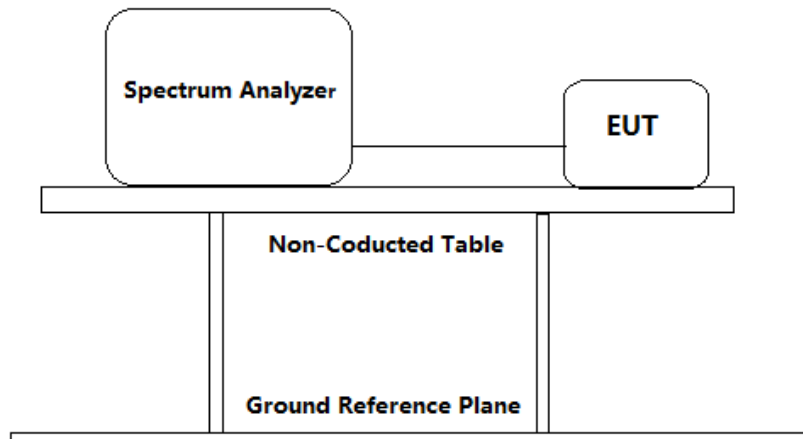 Spectrum Analyzer
EUT
Non-Coducted Table
Ground Reference Plane